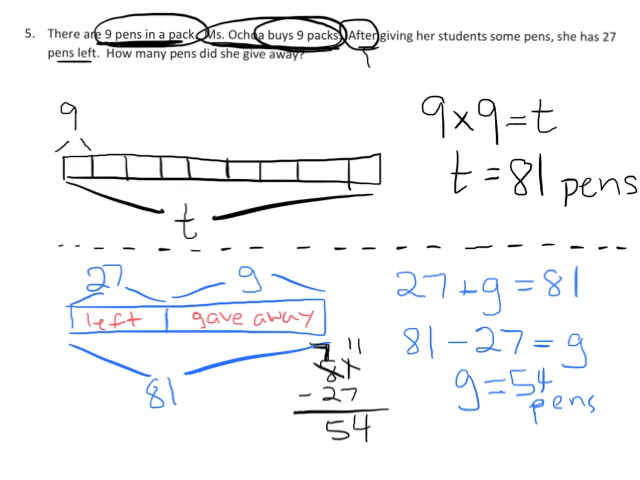 5. There are 9 pens in a pack. Ms. Ochoa buys 9 packs. After giving her students some pens, she has 27
pens left. How many pens did she give away?
9
9 x 9 = t
t = 81 pens
t
27 g
left gave away
81
27 + g = 81
81 - 27 = g
g = 54
pens
7 11
81
- 27
54